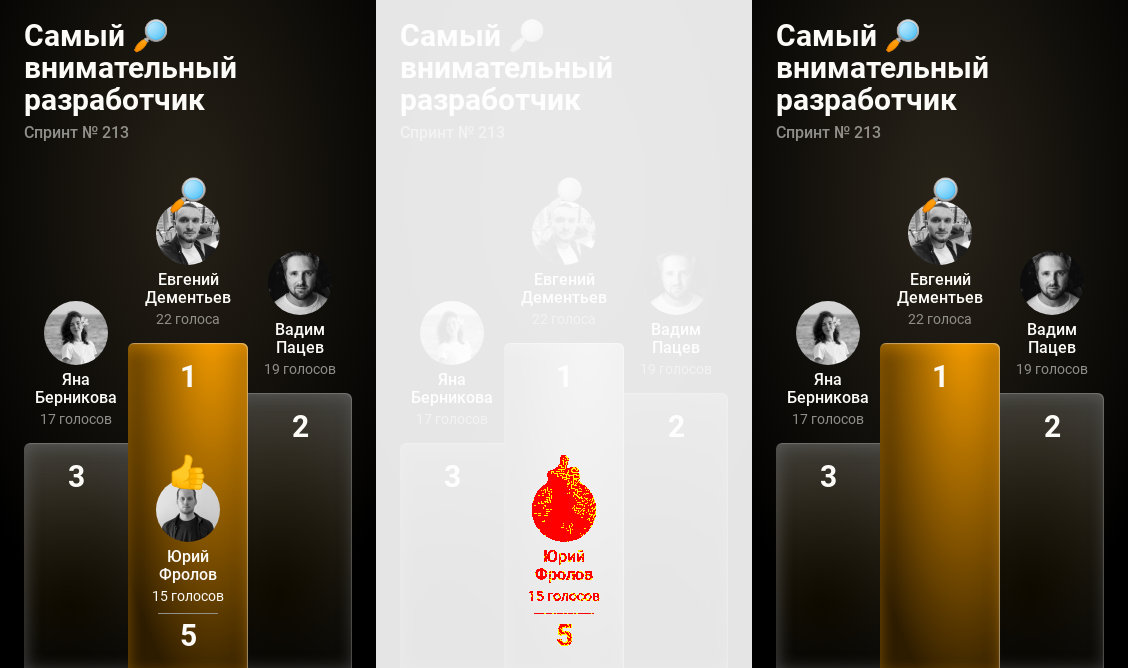 Самый 🔎
внимательный
разработчик
Спринт № 213
Евгений
Дементьев
22 голоса
Вадим
Пацев
19 голосов
Яна
Берникова
17 голосов
1
2
3
Юрий
Фролов
15 голосов
5
Самый 🔎
внимательный
разработчик
Спринт № 213
Евгений
Дементьев
22 голоса
Вадим
Пацев
19 голосов
Яна
Берникова
17 голосов
1
2
3
Юрий
Фролов
15 голосов
5
Самый 🔎
внимательный
разработчик
Спринт № 213
Евгений
Дементьев
22 голоса
Вадим
Пацев
19 голосов
Яна
Берникова
17 голосов
1
2
3